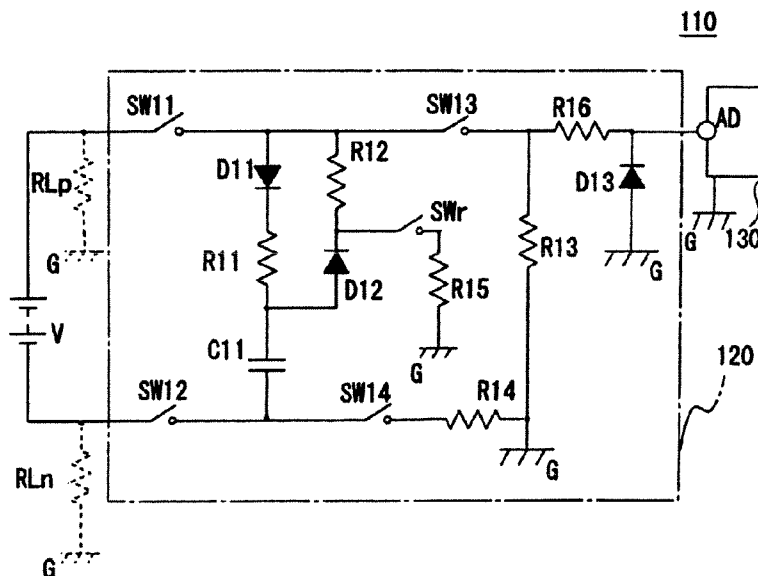 110
SW11
SW13
R16
AD
RLp
D11
R12
D13
SWr
G
R11
D12
R15
R13
G
G
130
V
C11
G
120
SW12
SW14
R14
G
RLn
G